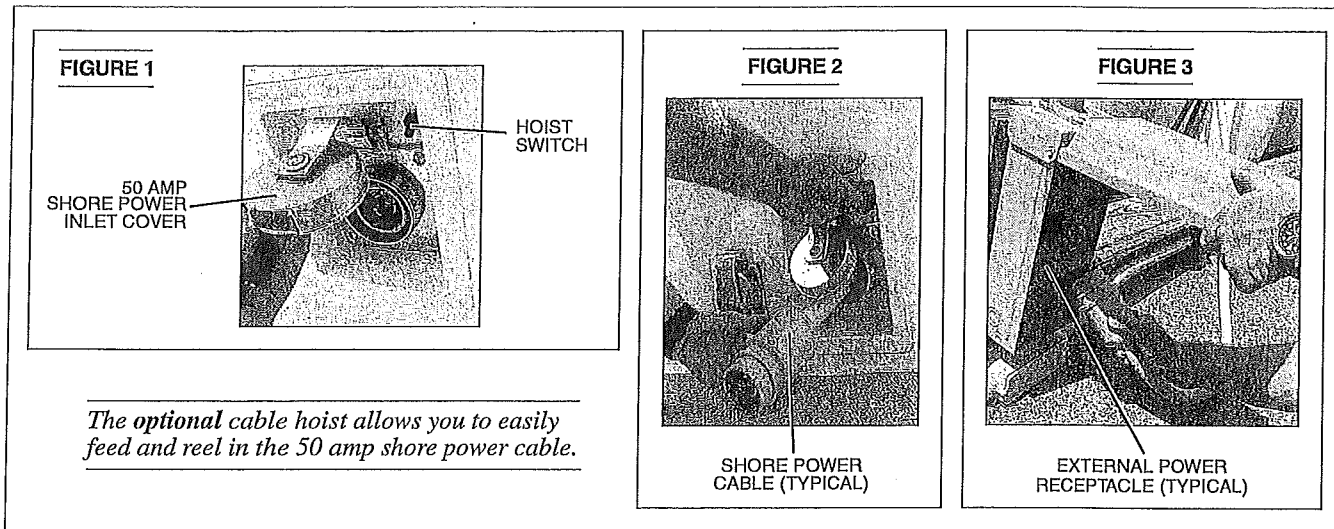 FIGURE 1
HOIST
SWITCH
50 AMP
SHORE POWER
INLET COVER
The optional cable hoist allows you to easily
feed and reel in the 50 amp shore power cable.
FIGURE 2
SHORE POWER
CABLE (TYPICAL)
FIGURE 3
EXTERNAL POWER
RECEPTACLE (TYPICAL)